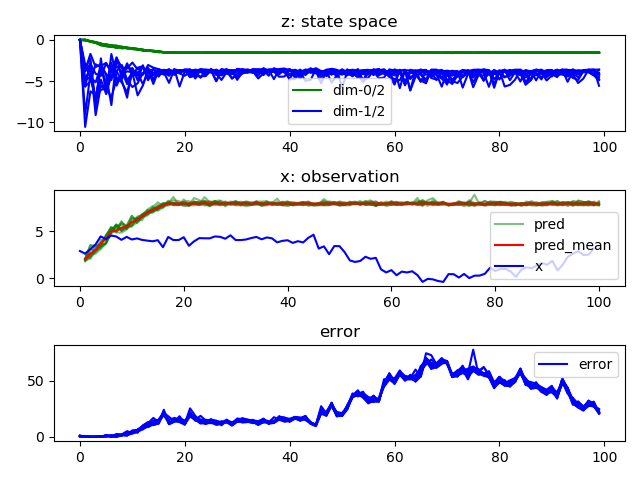 z: state space
0
−5
−10
dim-0/2
dim-1/2
0 20 40 60 80 100
x: observation
5
0
pred
pred_mean
x
0 20 40 60 80 100
error
50
0
error
0 20 40 60 80 100